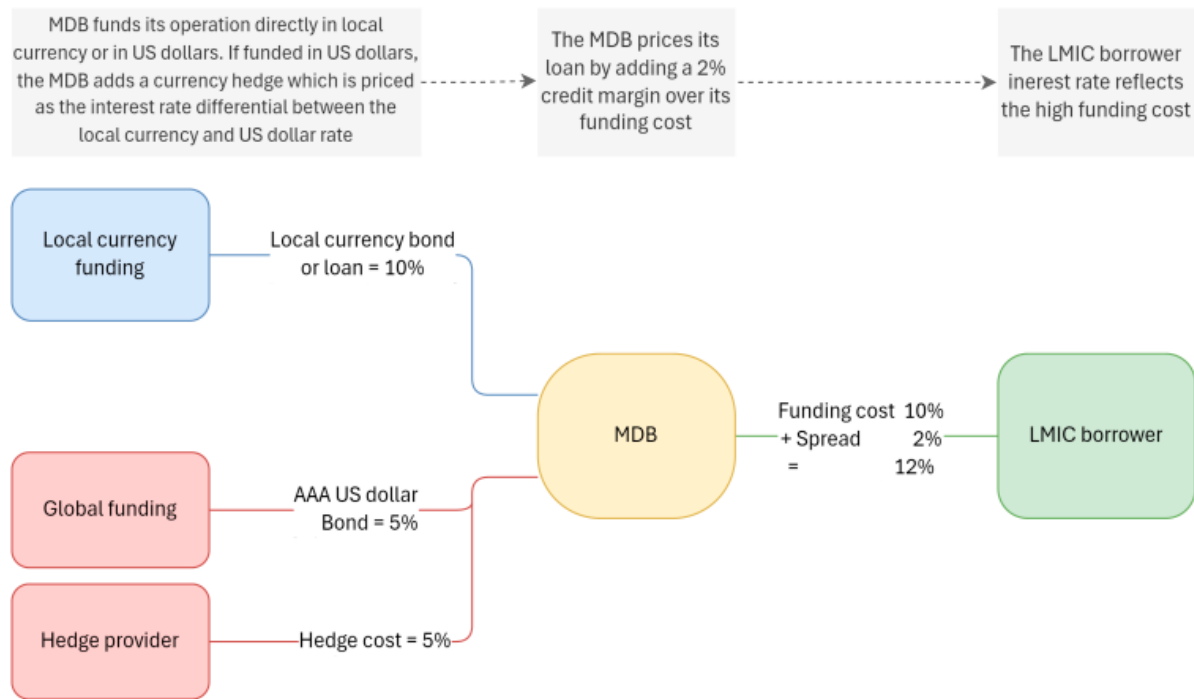 MDB funds its operation directly in local
currency or in US dollars. If funded in US dollars,
the MDB adds a currency hedge which is priced
as the interest rate differential between the
local currency and US dollar rate
The MDB prices its
loan by adding a 2%
credit margin over its
funding cost
The LMIC borrower
inerest rate reflects
the high funding cost
Local currency
funding
Local currency bond
or loan = 10%
MDB
Funding cost 10%
+ Spread 2%
= 12%
LMIC borrower
Global funding
AAA US dollar
Bond = 5%
Hedge provider
Hedge cost = 5%